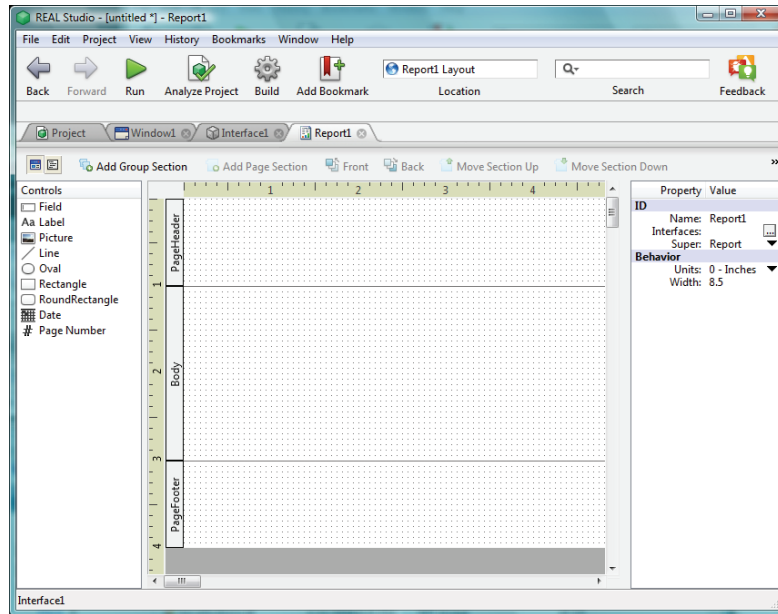 REAL Studio - [untitled *] - Report1
File Edit Project View History Bookmarks Window Help
Report1 Layout
Back Forward Run Analyze Project Build Add Bookmark Location Search Feedback
Project Window1 Interface1 Report1
Add Group Section Add Page Section Front Back Move Section Up Move Section Down »
Controls
Field
Aa Label
Picture
Line
Oval
Rectangle
RoundRectangle
Date
# Page Number
1 2 3 4
PageHeader
1
Body
2
3
PageFooter
4
Property Value
ID
Name: Report1
Interfaces: ...
Super: Report
Behavior
Units: 0 - Inches
Width: 8.5
Interface1